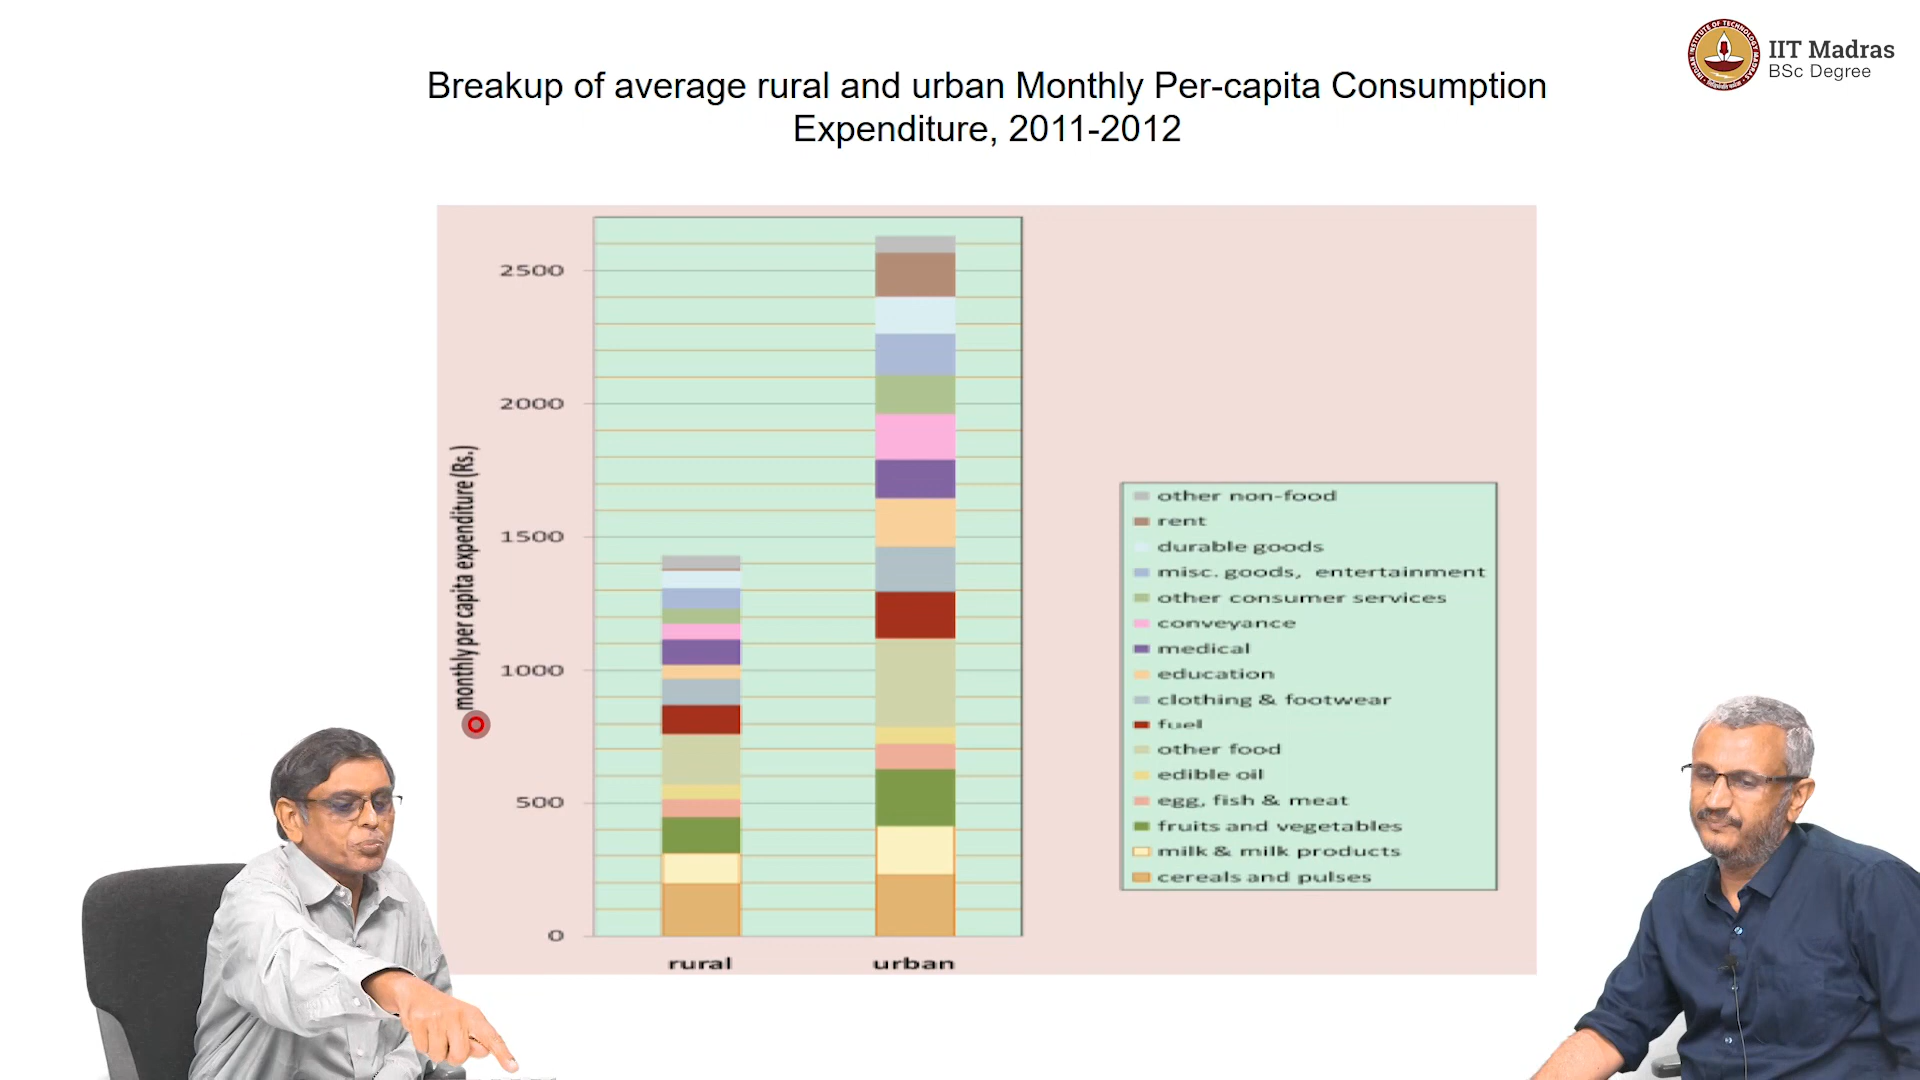 IIT Madras
BSc Degree
Breakup of average rural and urban Monthly Per-capita Consumption
Expenditure, 2011-2012
monthly per capita expenditure (Rs.)
2500
2000
1500
1000
500
0
rural
urban
other non-food
rent
durable goods
misc. goods, entertainment
other consumer services
conveyance
medical
education
clothing & footwear
fuel
other food
edible oil
egg, fish & meat
fruits and vegetables
milk & milk products
cereals and pulses